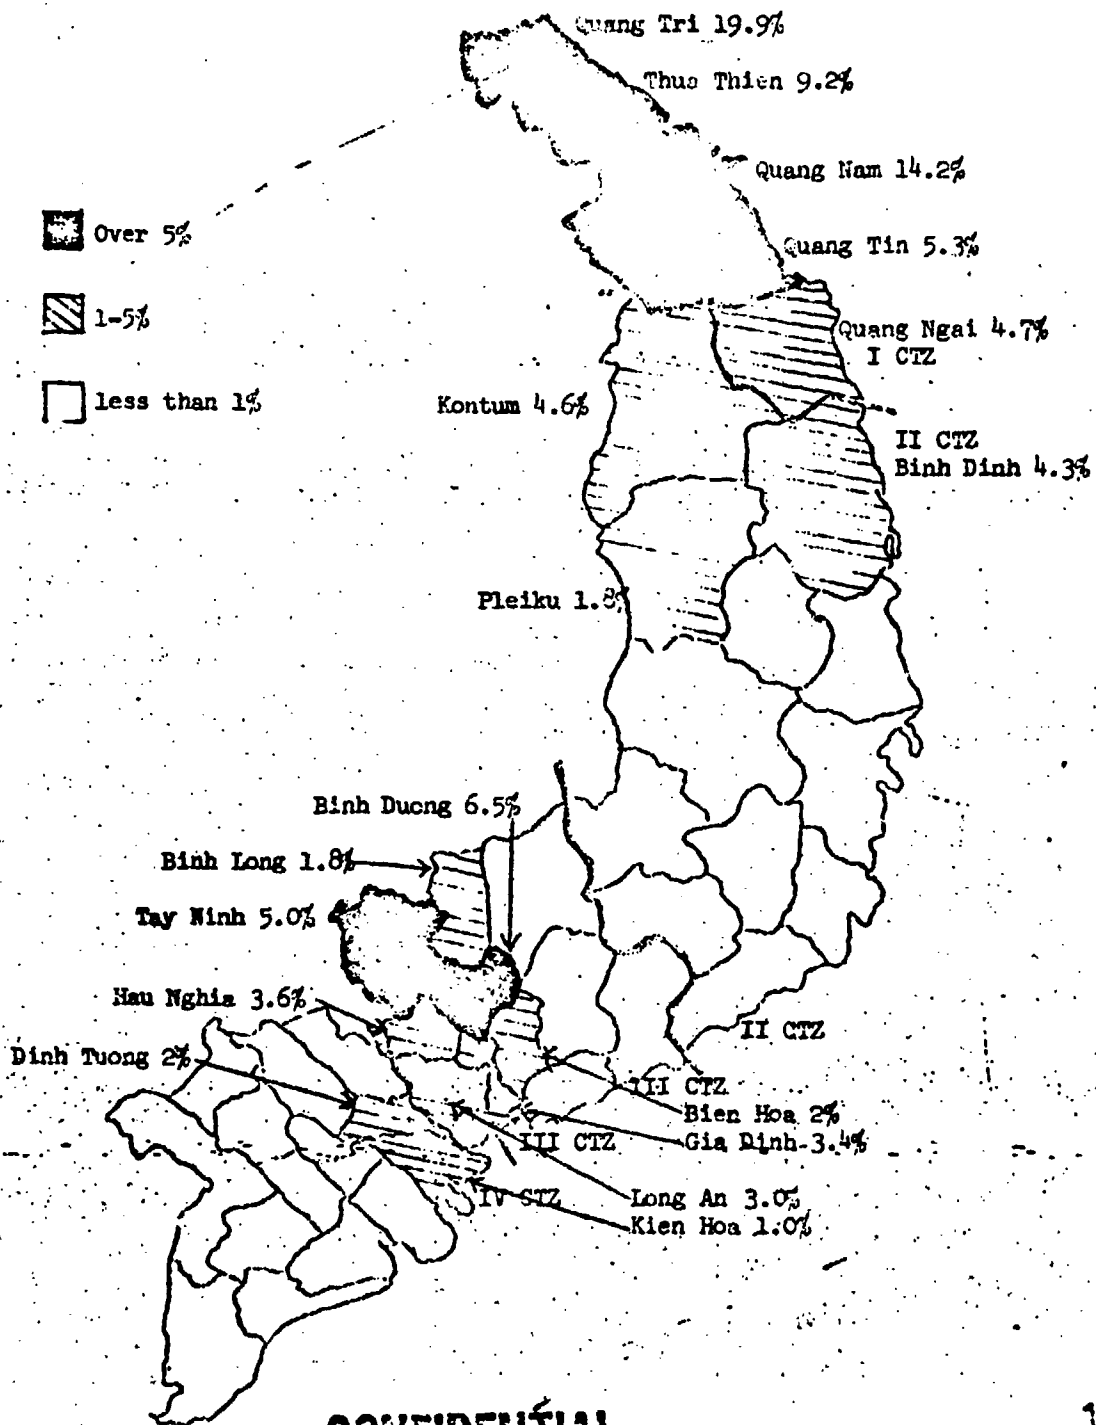 Quang Tri 19.9%
Thua Thien 9.2%
Quang Nam 14.2%
Over 5%
Quang Tin 5.3%
1-5%
Quang Ngai 4.7%
I CTZ
less than 1%
Kontum 4.6%
II CTZ
Binh Dinh 4.3%
Pleiku 1.8%
Binh Duong 6.5%
Binh Long 1.8%
Tay Ninh 5.0%
Hau Nghia 3.6%
II CTZ
Dinh Tuong 2%
III CTZ
Bien Hoa 2%
III CTZ
Gia Dinh 3.4%
IV CTZ
Long An 3.0%
Kien Hoa 1.0%
CONFIDENTIAL